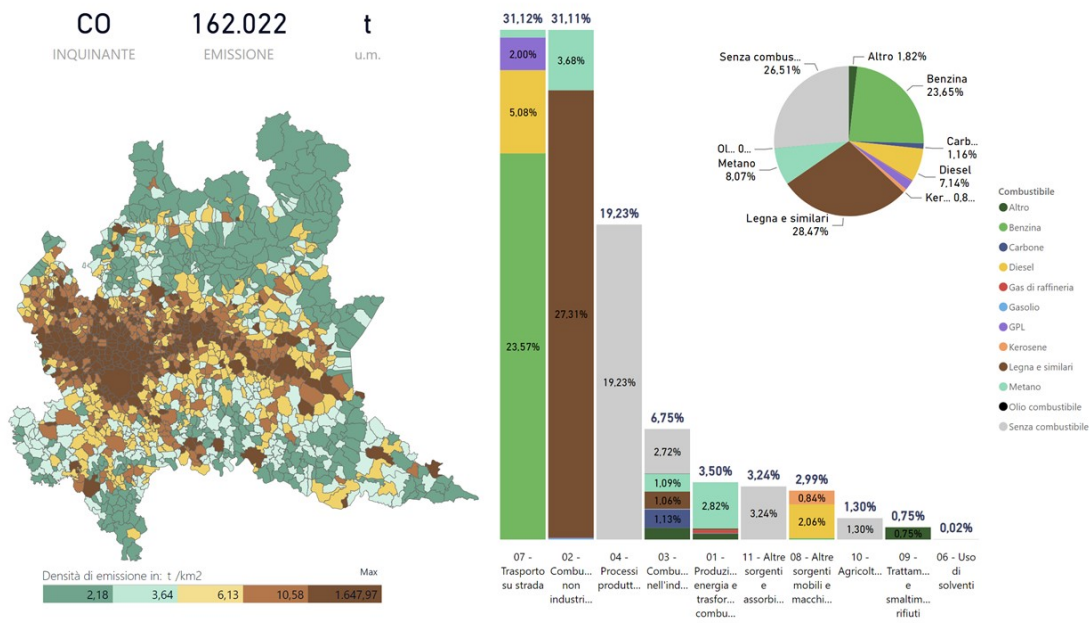 CO
162.022
t
INQUINANTE
EMISSIONE
u.m.
Densità di emissione in: t /km2
Max
2,18
3,64
6,13
10,58
1.647,97
31,12%
31,11%
19,23%
6,75%
3,50%
3,24%
2,99%
1,30%
0,75%
0,02%
2,00%
5,08%
23,57%
3,68%
27,31%
19,23%
2,72%
1,09%
1,06%
1,13%
2,82%
3,24%
0,84%
2,06%
1,30%
0,75%
07 -
Trasporto
su strada
02 -
Combu...
non
industri...
04 -
Processi
produtt...
03 -
Combu...
nell'ind...
01 -
Produzi...
energia e
trasfor...
combu...
11 - Altre
sorgenti
e
assorbi...
08 - Altre
sorgenti
mobili e
macchi...
10 -
Agricolt...
09 -
Trattam...
e
smaltim...
rifiuti
06 - Uso
di
solventi
Senza combus...
26,51%
Altro 1,82%
Benzina
23,65%
Carb...
1,16%
Diesel
7,14%
Ker... 0,8...
Legna e similari
28,47%
Metano
8,07%
Ol... 0...
Combustibile
Altro
Benzina
Carbone
Diesel
Gas di raffineria
Gasolio
GPL
Kerosene
Legna e similari
Metano
Olio combustibile
Senza combustibile